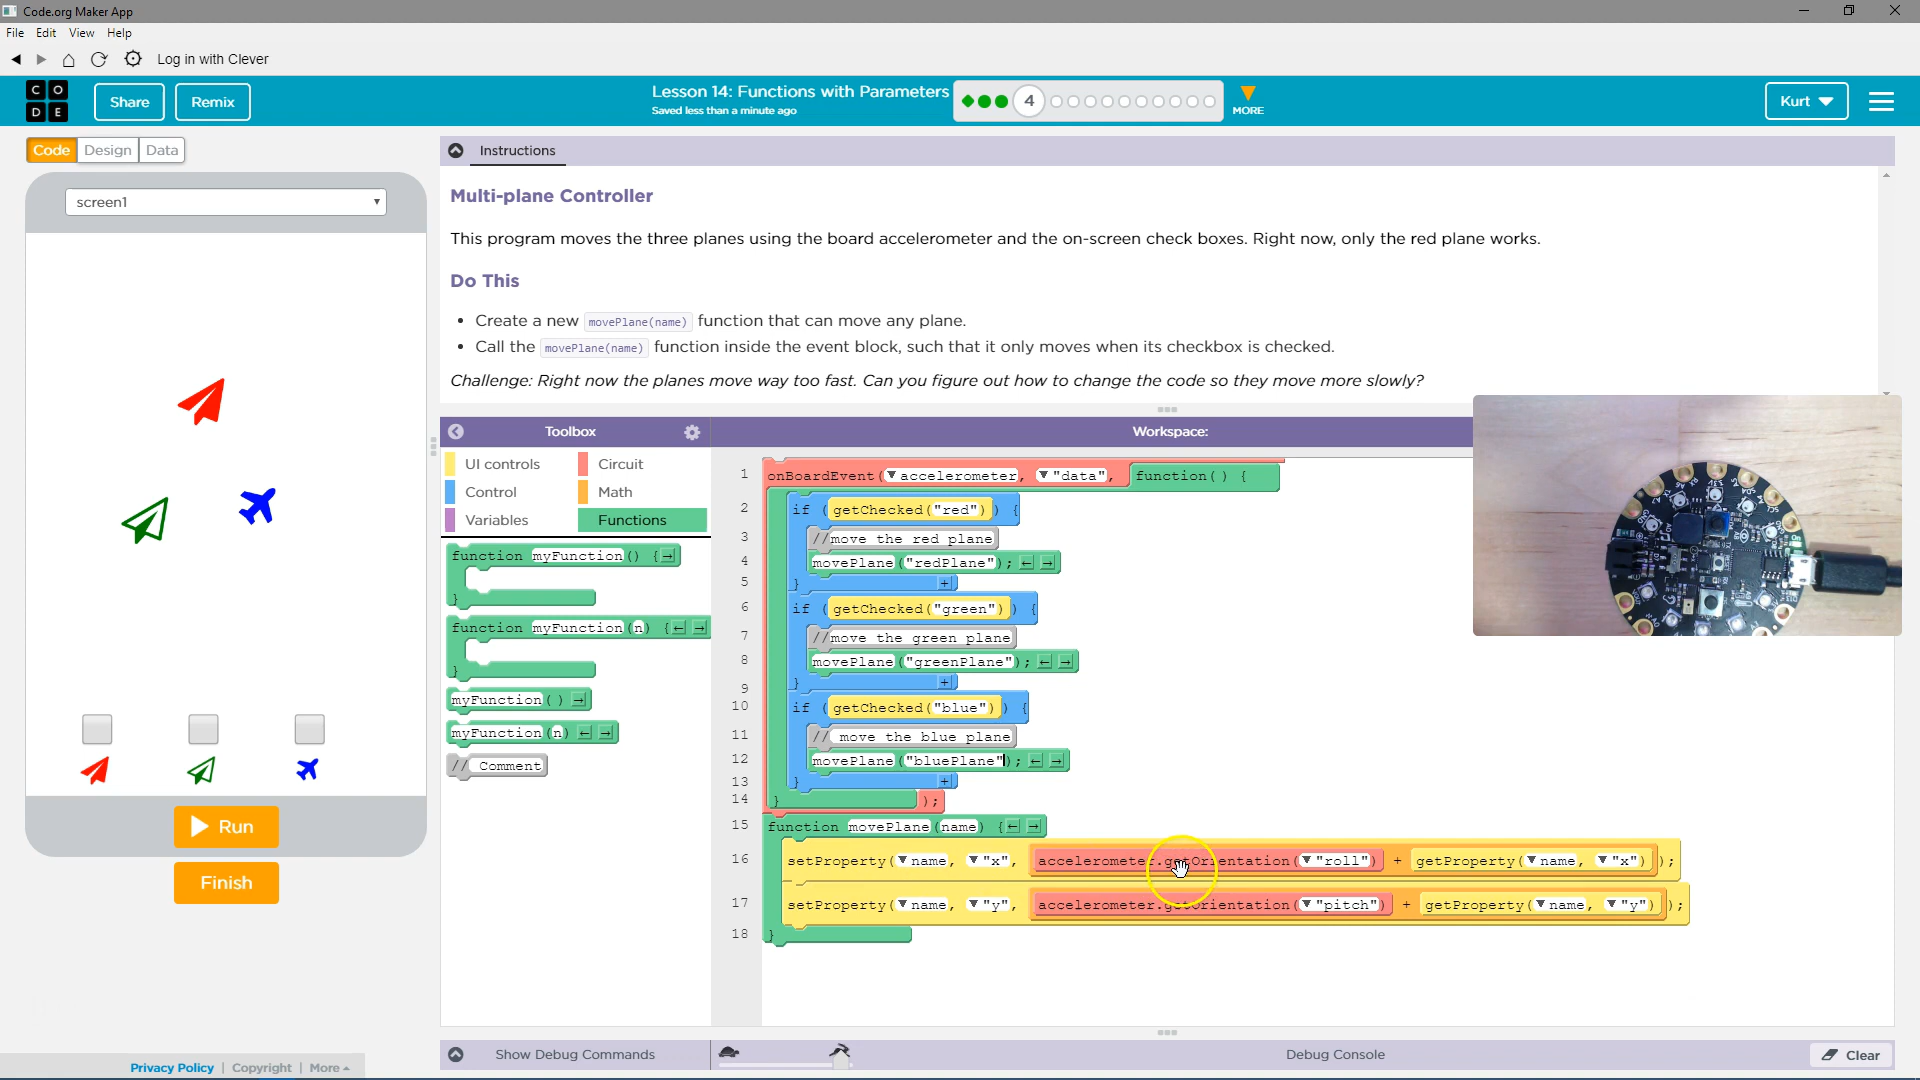 Code.org Maker App
File Edit View Help
Log in with Clever
C O D E
Share
Remix
Lesson 14: Functions with Parameters
Saved less than a minute ago
4
MORE
Kurt
Code Design Data
screen1
Run
Finish
Privacy Policy | Copyright | More
Instructions
Multi-plane Controller
This program moves the three planes using the board accelerometer and the on-screen check boxes. Right now, only the red plane works.
Do This
• Create a new movePlane(name) function that can move any plane.
• Call the movePlane(name) function inside the event block, such that it only moves when its checkbox is checked.
Challenge: Right now the planes move way too fast. Can you figure out how to change the code so they move more slowly?
Toolbox
UI controls
Circuit
Control
Math
Variables
Functions
function myFunction() {
}
function myFunction(n) {
}
myFunction()
myFunction(n)
// Comment
Workspace:
1 onBoardEvent(accelerometer, "data", function() {
2 if (getChecked("red")) {
3 //move the red plane
4 movePlane("redPlane");
5 }
6 if (getChecked("green")) {
7 //move the green plane
8 movePlane("greenPlane");
9 }
10 if (getChecked("blue")) {
11 // move the blue plane
12 movePlane("bluePlane");
13 }
14 } );
15 function movePlane(name) {
16 setProperty(name, "x", accelerometer.getOrientation("roll") + getProperty(name, "x"));
17 setProperty(name, "y", accelerometer.getOrientation("pitch") + getProperty(name, "y"));
18 }
Show Debug Commands
Debug Console
Clear